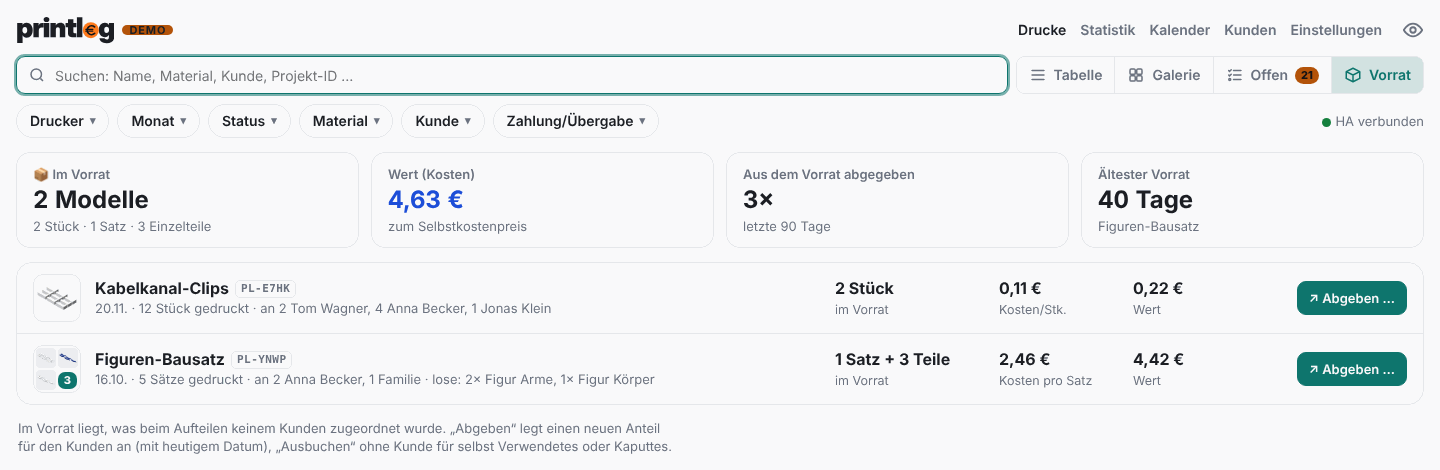 printl€g DEMO
Drucke Statistik Kalender Kunden Einstellungen
Suchen: Name, Material, Kunde, Projekt-ID ...
Tabelle Galerie Offen 21 Vorrat
Drucker ▾ Monat ▾ Status ▾ Material ▾ Kunde ▾ Zahlung/Übergabe ▾
HA verbunden
📦 Im Vorrat
2 Modelle
2 Stück · 1 Satz · 3 Einzelteile
Wert (Kosten)
4,63 €
zum Selbstkostenpreis
Aus dem Vorrat abgegeben
3×
letzte 90 Tage
Ältester Vorrat
40 Tage
Figuren-Bausatz
Kabelkanal-Clips PL-E7HK
20.11. · 12 Stück gedruckt · an 2 Tom Wagner, 4 Anna Becker, 1 Jonas Klein
2 Stück
im Vorrat
0,11 €
Kosten/Stk.
0,22 €
Wert
↗ Abgeben ...
3
Figuren-Bausatz PL-YNWP
16.10. · 5 Sätze gedruckt · an 2 Anna Becker, 1 Familie · lose: 2× Figur Arme, 1× Figur Körper
1 Satz + 3 Teile
im Vorrat
2,46 €
Kosten pro Satz
4,42 €
Wert
↗ Abgeben ...
Im Vorrat liegt, was beim Aufteilen keinem Kunden zugeordnet wurde. „Abgeben“ legt einen neuen Anteil
für den Kunden an (mit heutigem Datum), „Ausbuchen“ ohne Kunde für selbst Verwendetes oder Kaputtes.